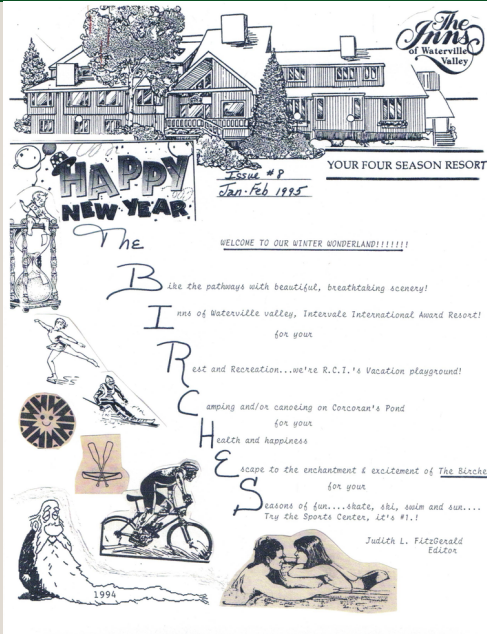 The
Inns
of Waterville
Valley
YOUR FOUR SEASON RESORT
HAPPY
NEW YEAR
Issue #8
Jan-Feb 1995
The
WELCOME TO OUR WINTER WONDERLAND!!!!!!!
Bike the pathways with beautiful, breathtaking scenery!
Inns of Waterville valley, Intervale International Award Resort!
for your
Rest and Recreation...we're R.C.I.'s Vacation playground!
Camping and/or canoeing on Corcoran's Pond
for your
Health and happiness
Escape to the enchantment & excitement of The Birche
for your
Seasons of fun....skate, ski, swim and sun....
Try the Sports Center, it's #1.!
Judith L. FitzGerald
Editor
1994